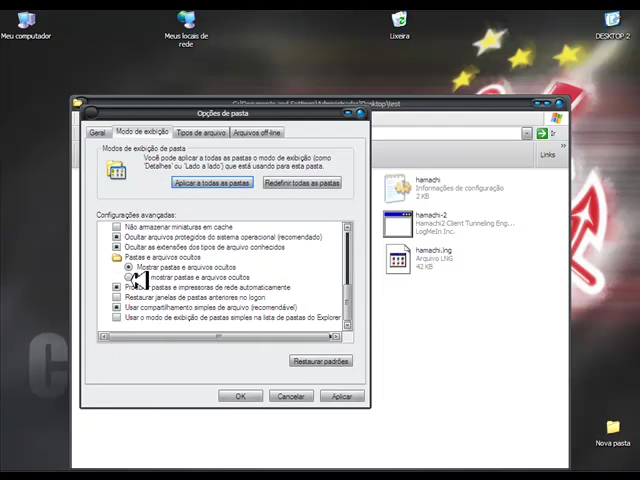 Meu computador
Meus locais de
rede
Lixeira
DESKTOP 2
C:\Documents and Settings\Administrador\Desktop\test
Opções de pasta
Geral
Modo de exibição
Tipos de arquivo
Arquivos off-line
Ir
Links
Modos de exibição de pasta
Você pode aplicar a todas as pastas o modo de exibição (como
'Detalhes' ou 'Lado a lado') que está usando para esta pasta.
Aplicar a todas as pastas
Redefinir todas as pastas
Configurações avançadas:
Não armazenar miniaturas em cache
Ocultar arquivos protegidos do sistema operacional (recomendado)
Ocultar as extensões dos tipos de arquivo conhecidos
Pastas e arquivos ocultos
Mostrar pastas e arquivos ocultos
mostrar pastas e arquivos ocultos
pastas e impressoras de rede automaticamente
Restaurar janelas de pastas anteriores no logon
Usar compartilhamento simples de arquivo (recomendável)
Usar o modo de exibição de pastas simples na lista de pastas do Explorer
Restaurar padrões
OK
Cancelar
Aplicar
hamachi
Informações de configuração
2 KB
hamachi-2
Hamachi2 Client Tunneling Eng...
LogMeIn Inc.
hamachi.lng
Arquivo LNG
42 KB
Nova pasta